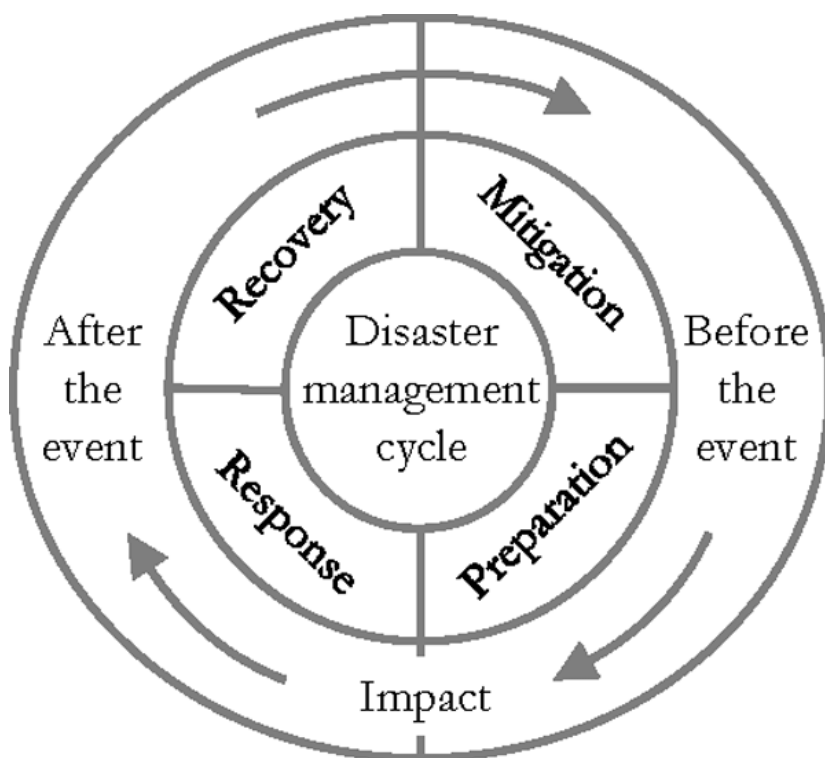 Recovery
Mitigation
After
the
event
Disaster
management
cycle
Before
the
event
Response
Preparation
Impact